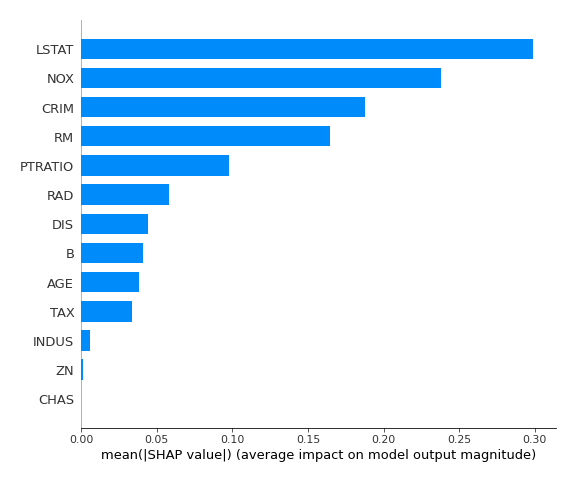 LSTAT
NOX
CRIM
RM
PTRATIO
RAD
DIS
B
AGE
TAX
INDUS
ZN
CHAS
0.00 0.05 0.10 0.15 0.20 0.25 0.30
mean(|SHAP value|) (average impact on model output magnitude)